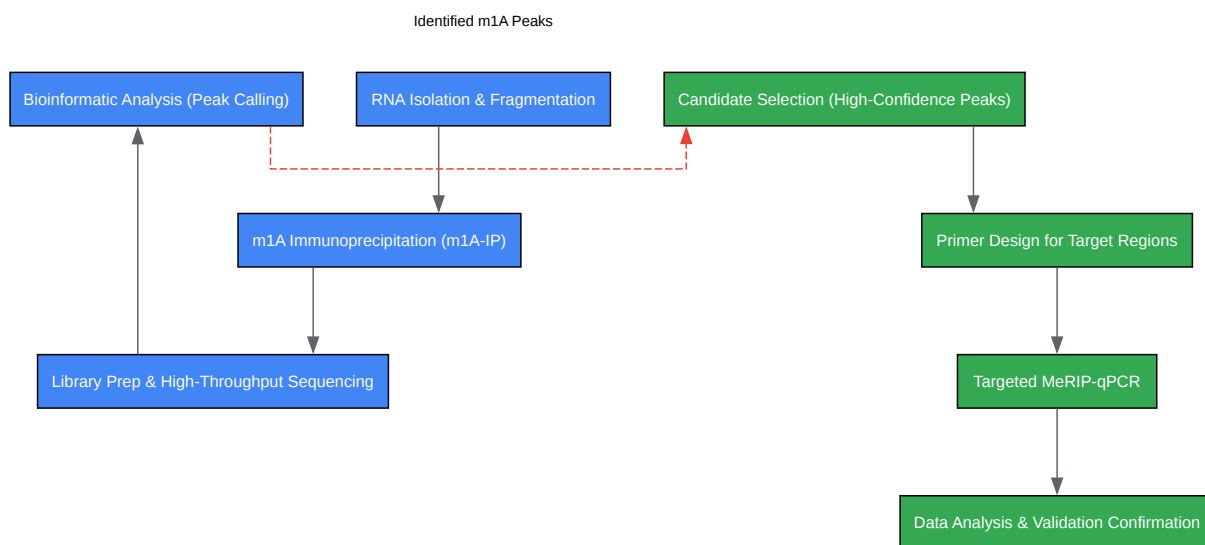 Identified m1A Peaks
Bioinformatic Analysis (Peak Calling)
RNA Isolation & Fragmentation
Candidate Selection (High-Confidence Peaks)
m1A Immunoprecipitation (m1A-IP)
Primer Design for Target Regions
Library Prep & High-Throughput Sequencing
Targeted MeRIP-qPCR
Data Analysis & Validation Confirmation